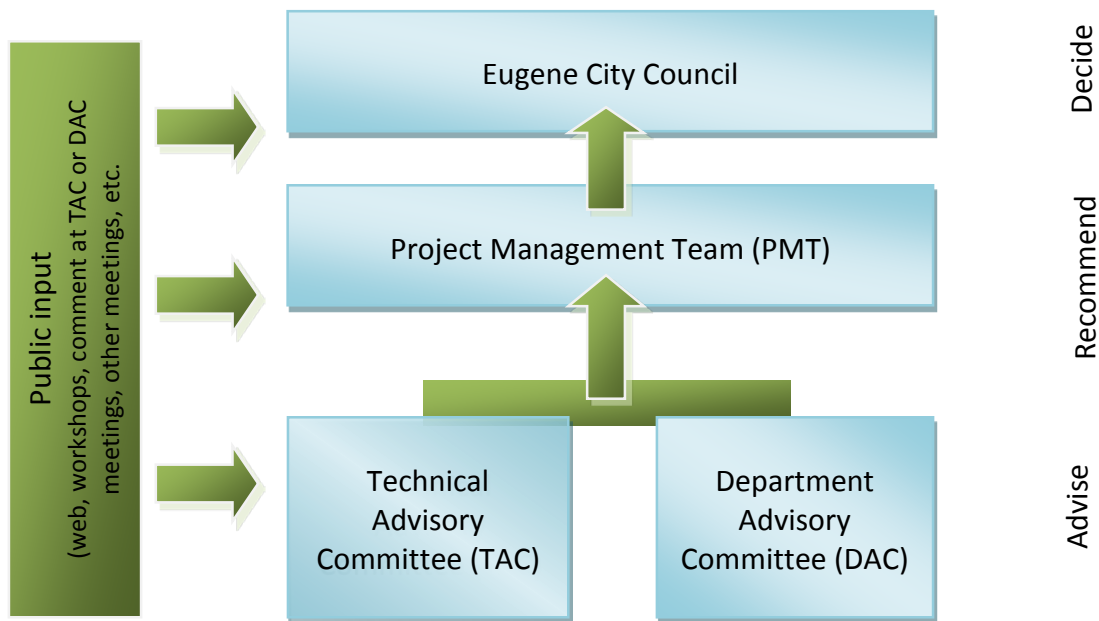 Public input
(web, workshops, comment at TAC or DAC
meetings, other meetings, etc.
Eugene City Council
Decide
Project Management Team (PMT)
Recommend
Technical
Advisory
Committee (TAC)
Department
Advisory
Committee (DAC)
Advise